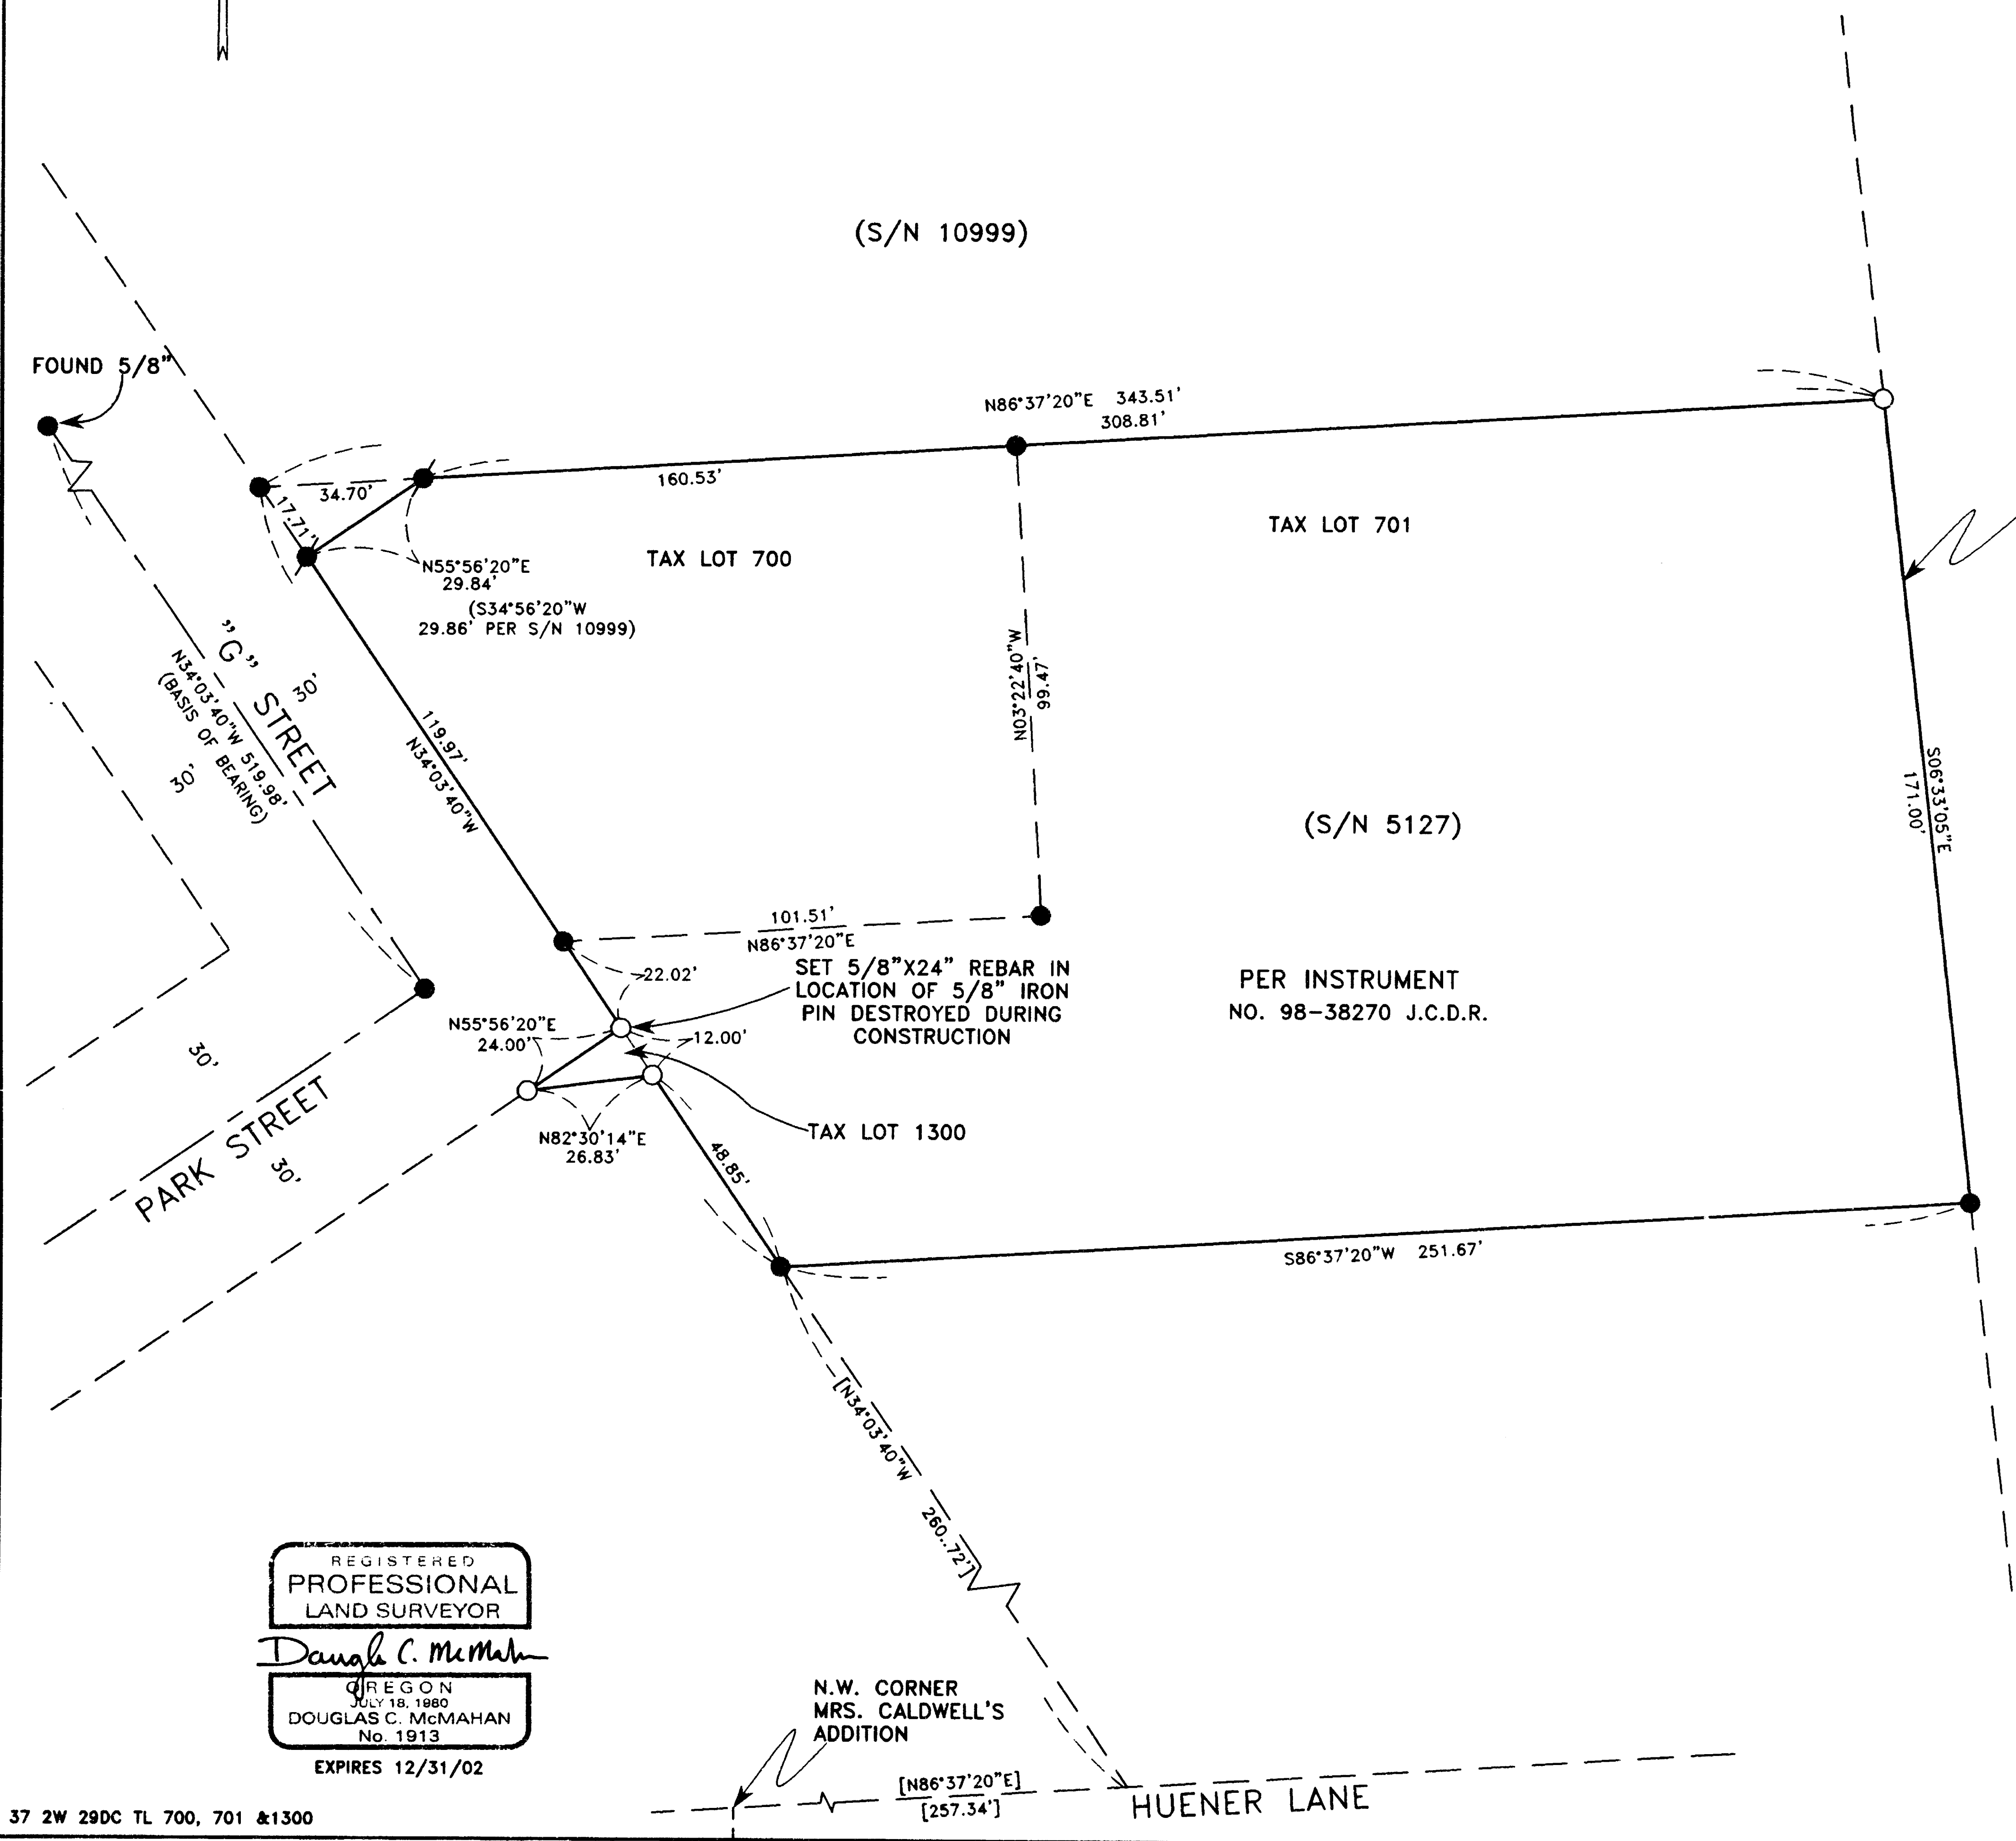 (S/N 10999)
FOUND 5/8"
N86°37'20"E 343.51'
308.81'
34.70'
160.53'
17.71'
TAX LOT 701
TAX LOT 700
N55°56'20"E
29.84'
(S34°56'20"W
29.86' PER S/N 10999)
"G" STREET
N34°03'40"W 519.98'
(BASIS OF BEARING)
30'
30'
119.97'
N34°03'40"W
N03°22'40"W
99.47'
S06°33'05"E
171.00'
(S/N 5127)
101.51'
N86°37'20"E
22.02'
SET 5/8"X24" REBAR IN
LOCATION OF 5/8" IRON
PIN DESTROYED DURING
CONSTRUCTION
PER INSTRUMENT
NO. 98-38270 J.C.D.R.
N55°56'20"E
24.00'
12.00'
30'
PARK STREET
30'
N82°30'14"E
26.83'
TAX LOT 1300
48.85'
S86°37'20"W 251.67'
[N34°03'40"W 260..72']
REGISTERED
PROFESSIONAL
LAND SURVEYOR
Dougla C. McMahan
OREGON
JULY 18, 1980
DOUGLAS C. McMAHAN
No. 1913
EXPIRES 12/31/02
N.W. CORNER
MRS. CALDWELL'S
ADDITION
[N86°37'20"E]
[257.34']
HUENER LANE
37 2W 29DC TL 700, 701 &1300